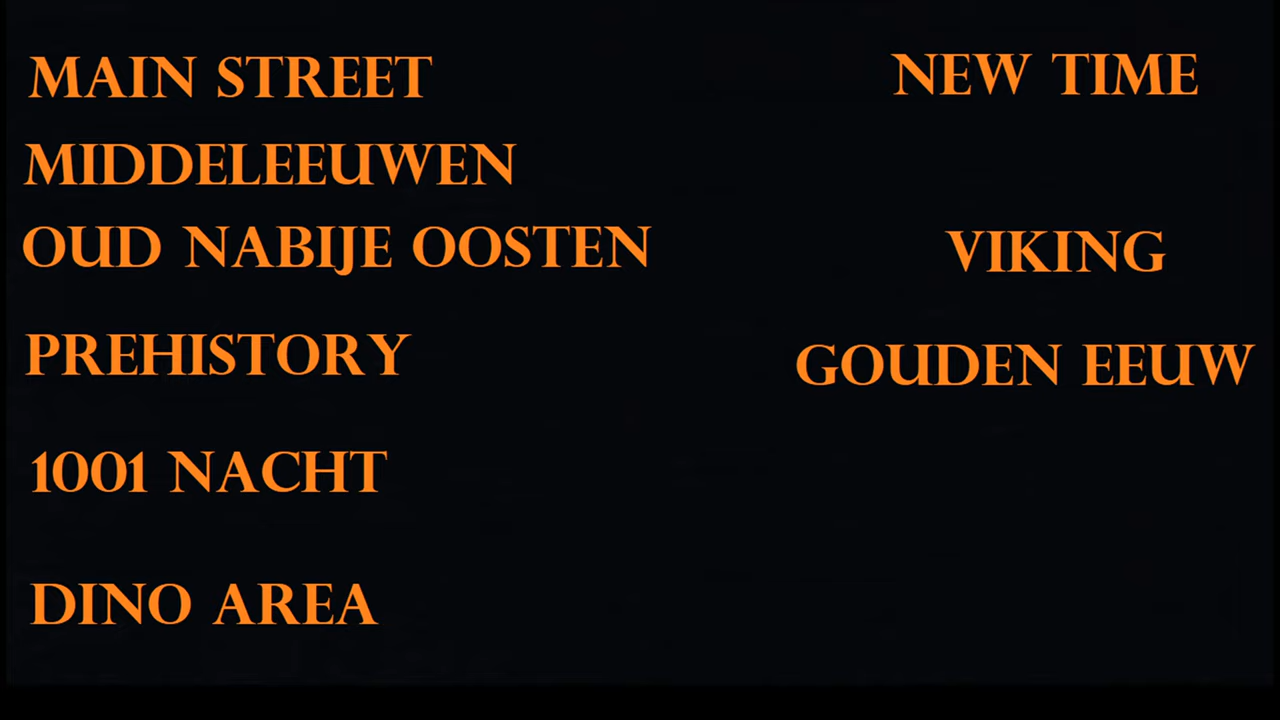 MAIN STREET
MIDDELEEUWEN
OUD NABIJE OOSTEN
PREHISTORY
1001 NACHT
DINO AREA
NEW TIME
VIKING
GOUDEN EEUW